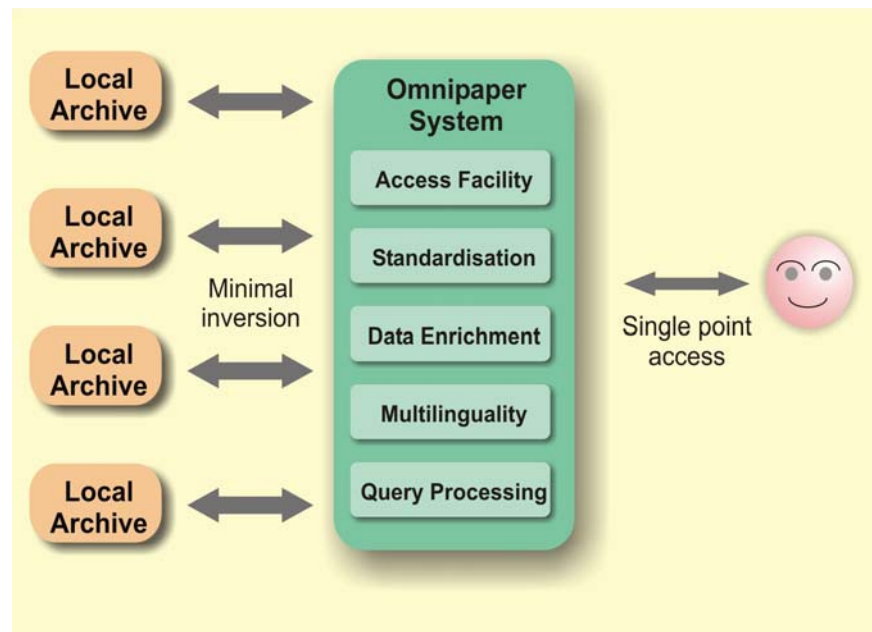 Local
Archive
Local
Archive
Local
Archive
Local
Archive
Minimal
inversion
Omnipaper
System
Access Facility
Standardisation
Data Enrichment
Multilinguality
Query Processing
Single point
access